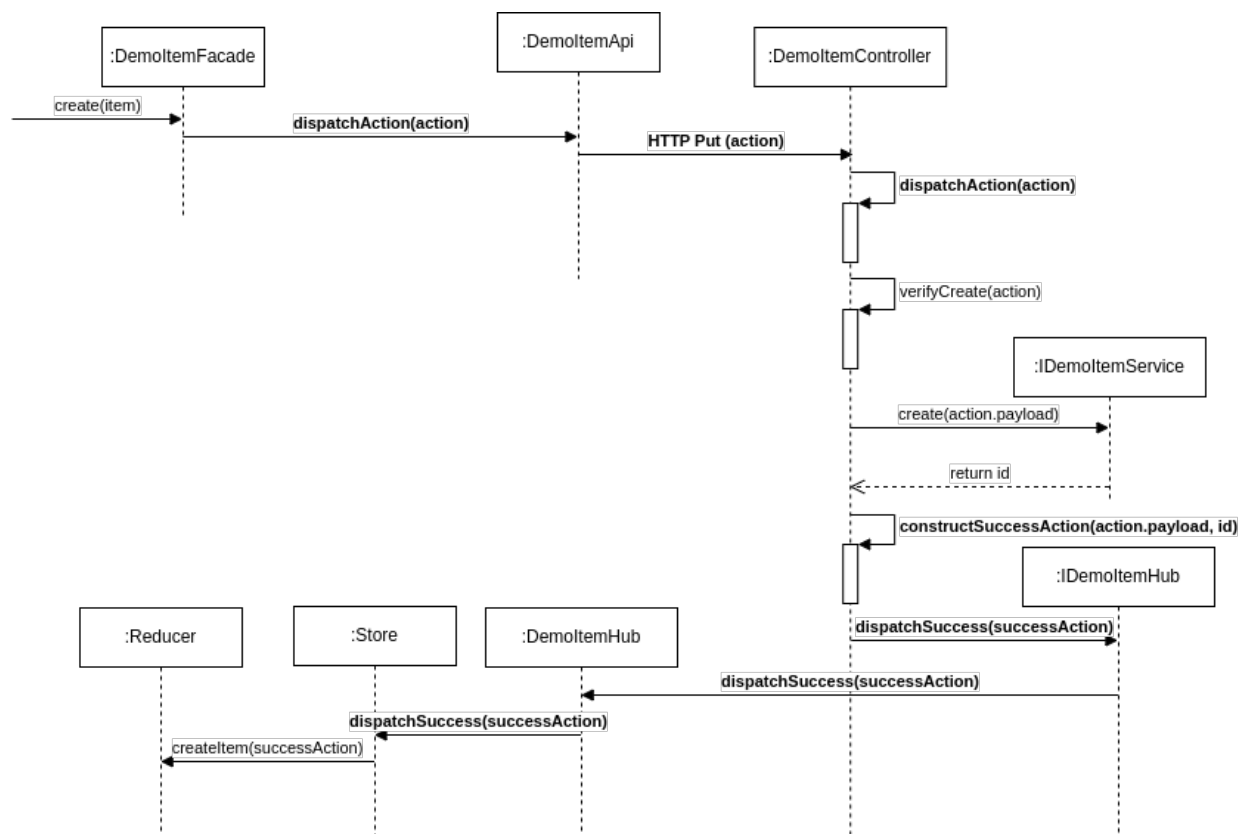 :DemoItemFacade
:DemoItemApi
:DemoItemController
create(item)
dispatchAction(action)
HTTP Put (action)
dispatchAction(action)
verifyCreate(action)
:IDemoItemService
create(action.payload)
return id
constructSuccessAction(action.payload, id)
:IDemoItemHub
:Reducer
:Store
:DemoItemHub
dispatchSuccess(successAction)
dispatchSuccess(successAction)
dispatchSuccess(successAction)
createItem(successAction)